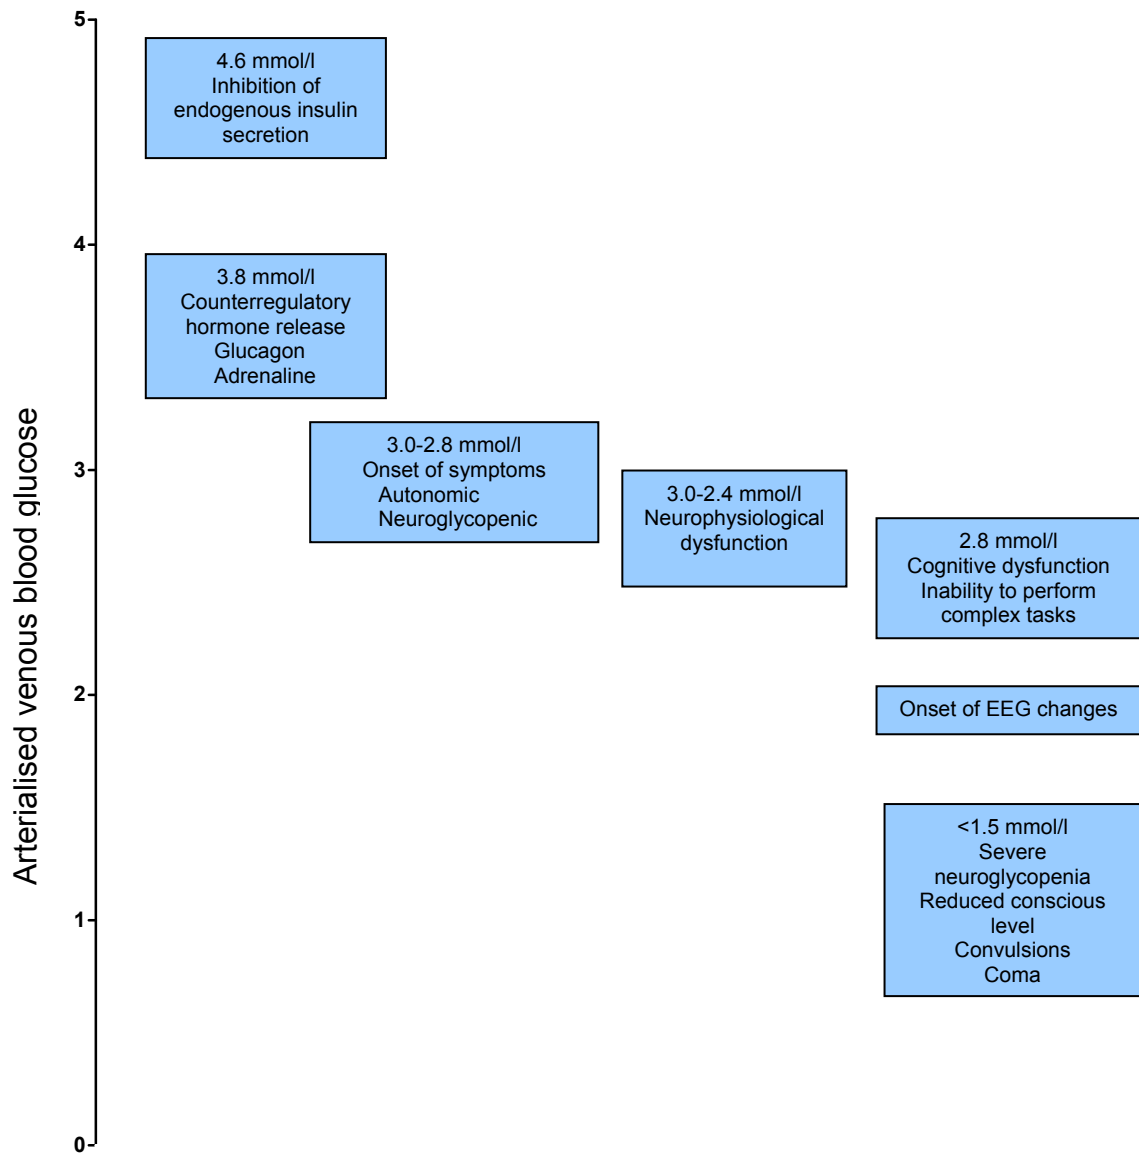 5
4.6 mmol/l
Inhibition of
endogenous insulin
secretion
4
3.8 mmol/l
Counterregulatory
hormone release
Glucagon
Adrenaline
3
3.0-2.8 mmol/l
Onset of symptoms
Autonomic
Neuroglycopenic
3.0-2.4 mmol/l
Neurophysiological
dysfunction
2.8 mmol/l
Cognitive dysfunction
Inability to perform
complex tasks
2
Onset of EEG changes
<1.5 mmol/l
Severe
neuroglycopenia
Reduced conscious
level
Convulsions
Coma
1
0
Arterialised venous blood glucose